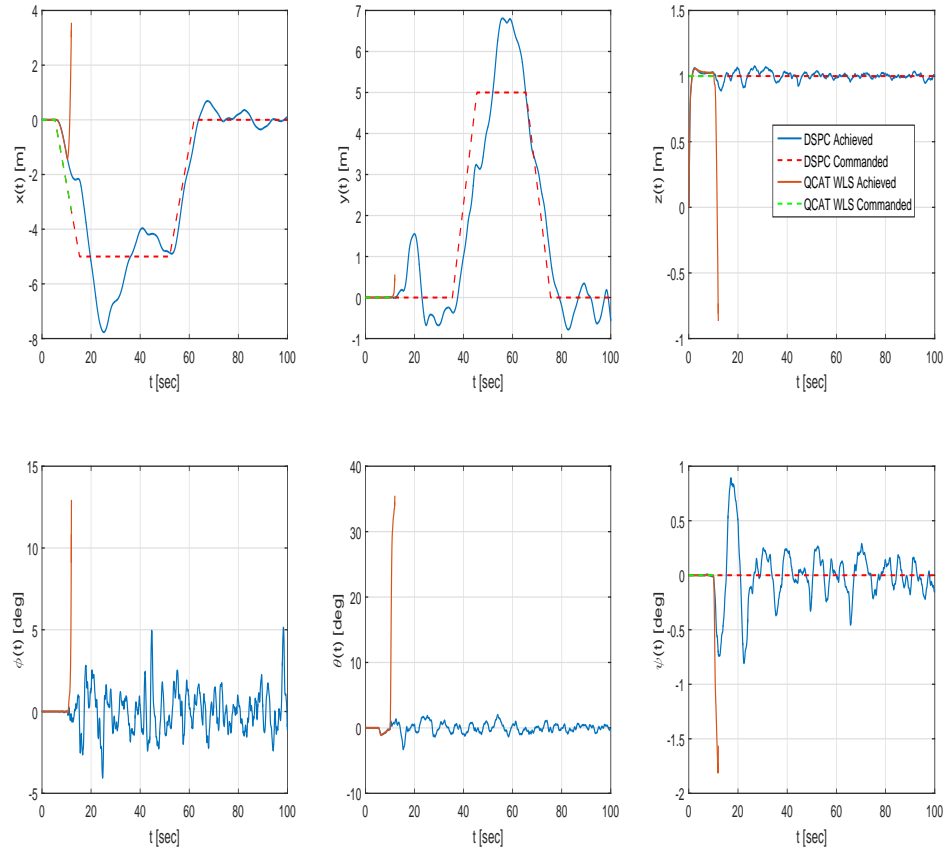 4
2
0
-2
-4
-6
-8
x(t) [m]
0 20 40 60 80 100
t [sec]
7
6
5
4
3
2
1
0
-1
y(t) [m]
0 20 40 60 80 100
t [sec]
1.5
1
0.5
0
-0.5
-1
z(t) [m]
0 20 40 60 80 100
t [sec]
DSPC Achieved
DSPC Commanded
QCAT WLS Achieved
QCAT WLS Commanded
15
10
5
0
-5
ϕ(t) [deg]
0 20 40 60 80 100
t [sec]
40
30
20
10
0
-10
θ(t) [deg]
0 20 40 60 80 100
t [sec]
1
0.5
0
-0.5
-1
-1.5
-2
ψ(t) [deg]
0 20 40 60 80 100
t [sec]